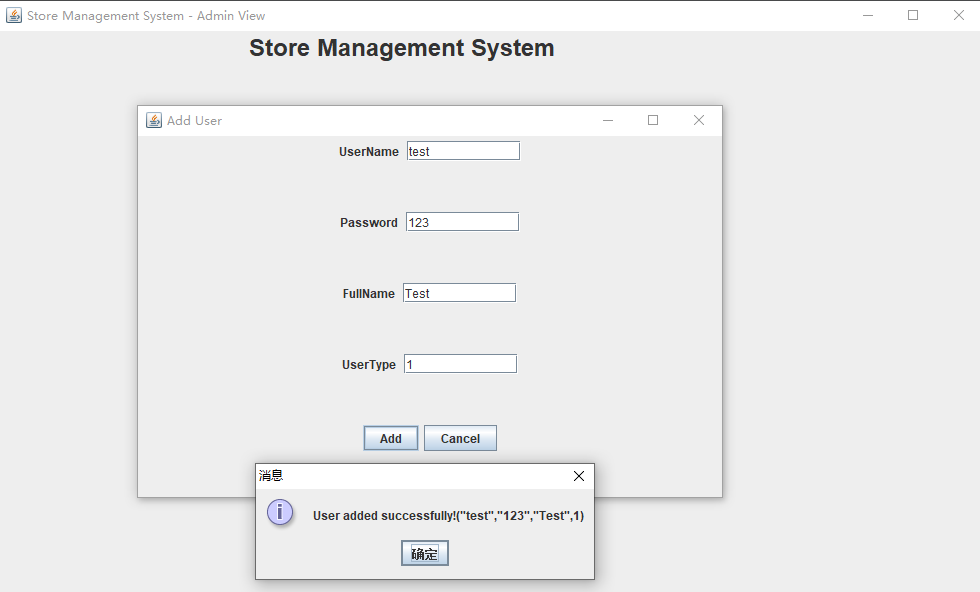 Store Management System - Admin View
Store Management System
Add User
UserName test
Password 123
FullName Test
UserType 1
Add Cancel
消息
User added successfully!("test","123","Test",1)
确定